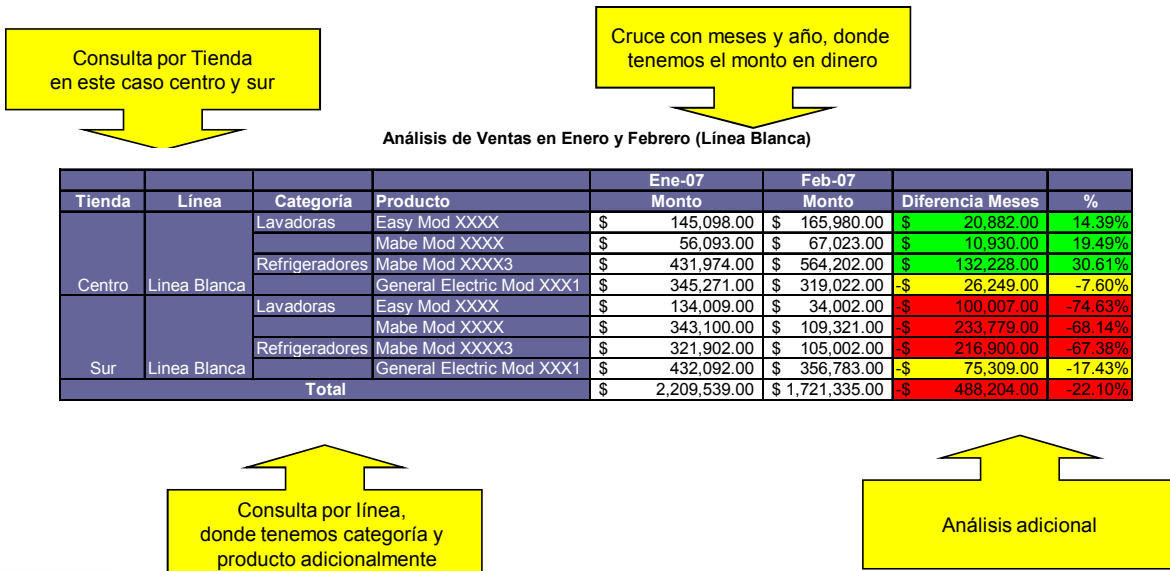 Consulta por Tienda
en este caso centro y sur
Cruce con meses y año, donde
tenemos el monto en dinero
Análisis de Ventas en Enero y Febrero (Línea Blanca)
Ene-07 Feb-07
Tienda Línea Categoría Producto Monto Monto Diferencia Meses %
Lavadoras Easy Mod XXXX $ 145,098.00 $ 165,980.00 $ 20,882.00 14.39%
Mabe Mod XXXX $ 56,093.00 $ 67,023.00 $ 10,930.00 19.49%
Refrigeradores Mabe Mod XXXX3 $ 431,974.00 $ 564,202.00 $ 132,228.00 30.61%
Centro Linea Blanca General Electric Mod XXX1 $ 345,271.00 $ 319,022.00 -$ 26,249.00 -7.60%
Lavadoras Easy Mod XXXX $ 134,009.00 $ 34,002.00 -$ 100,007.00 -74.63%
Mabe Mod XXXX $ 343,100.00 $ 109,321.00 -$ 233,779.00 -68.14%
Refrigeradores Mabe Mod XXXX3 $ 321,902.00 $ 105,002.00 -$ 216,900.00 -67.38%
Sur Linea Blanca General Electric Mod XXX1 $ 432,092.00 $ 356,783.00 -$ 75,309.00 -17.43%
Total $ 2,209,539.00 $ 1,721,335.00 -$ 488,204.00 -22.10%
Consulta por línea,
donde tenemos categoría y
producto adicionalmente
Análisis adicional